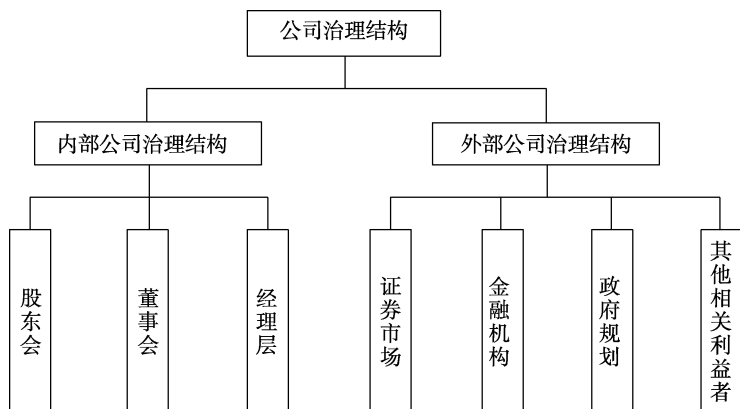 公司治理结构
内部公司治理结构
外部公司治理结构
股东会
董事会
经理层
证券市场
金融机构
政府规划
其他相关利益者